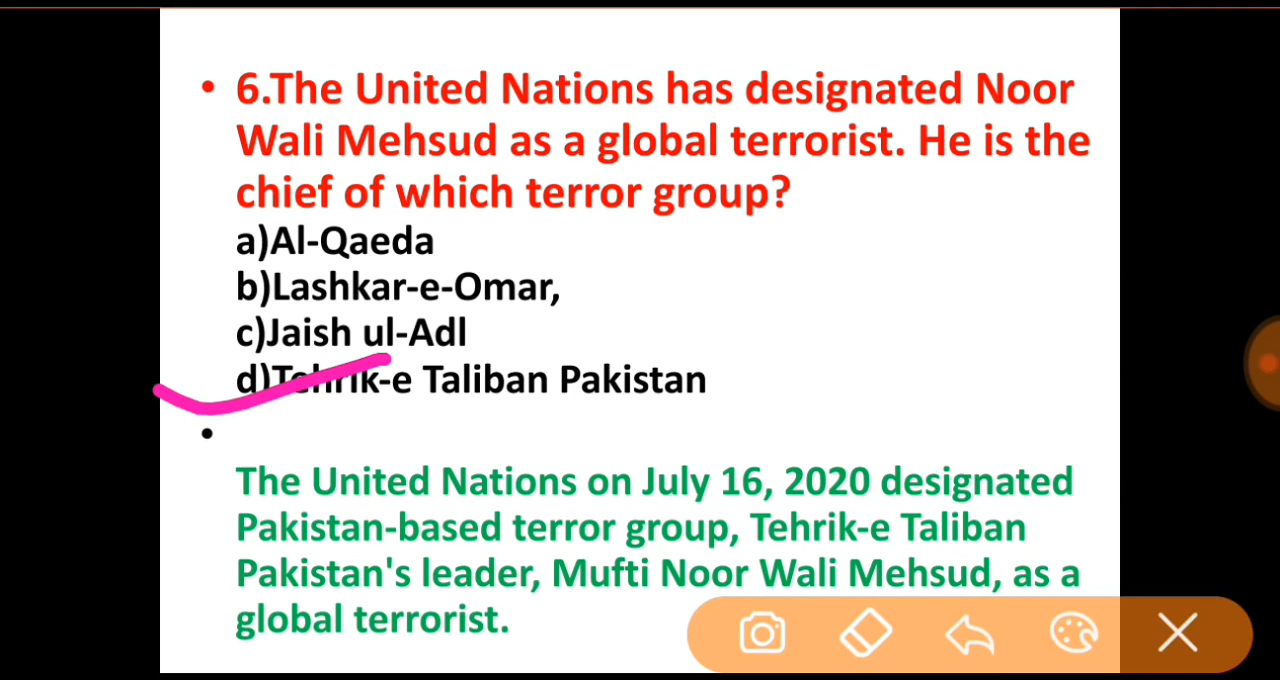 • 6.The United Nations has designated Noor
Wali Mehsud as a global terrorist. He is the
chief of which terror group?
a)Al-Qaeda
b)Lashkar-e-Omar,
c)Jaish ul-Adl
d)Tehrik-e Taliban Pakistan
•
The United Nations on July 16, 2020 designated
Pakistan-based terror group, Tehrik-e Taliban
Pakistan's leader, Mufti Noor Wali Mehsud, as a
global terrorist.